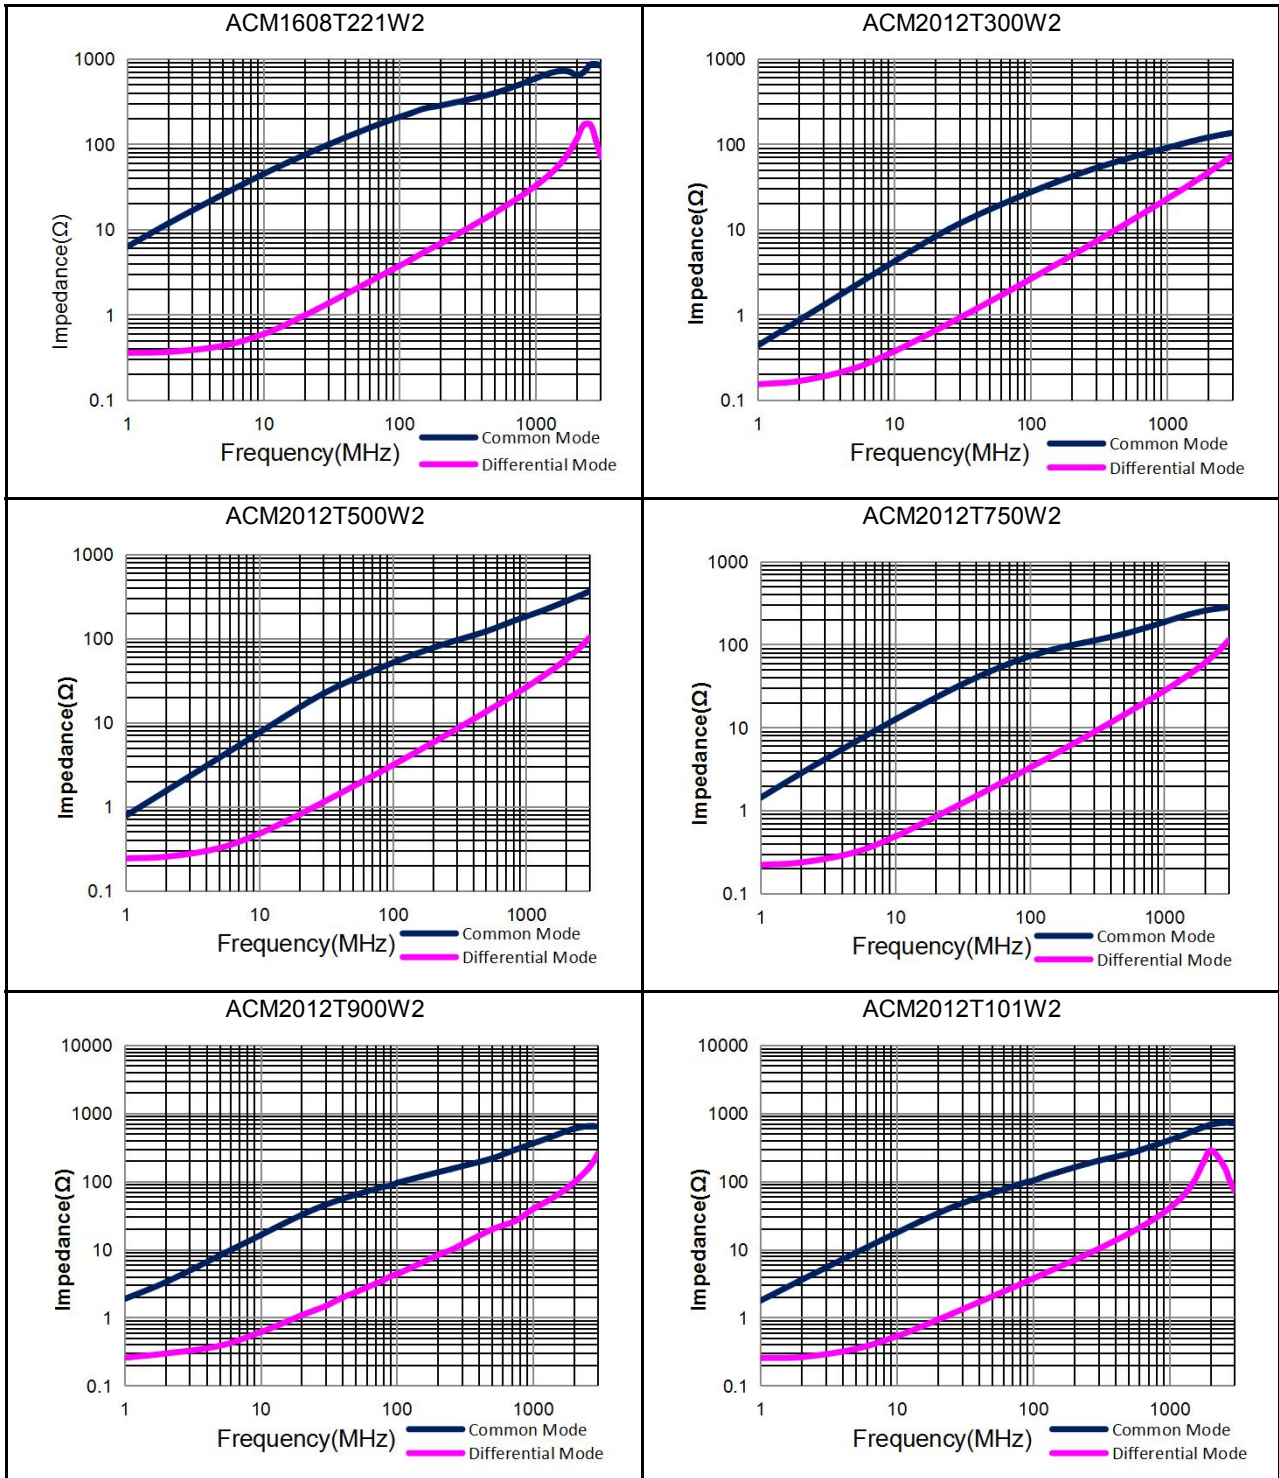 ACM1608T221W2
1000
100
10
1
0.1
Impedance(Ω)
1 10 100 1000
Frequency(MHz)
Common Mode
Differential Mode
ACM2012T300W2
1000
100
10
1
0.1
Impedance(Ω)
1 10 100 1000
Frequency(MHz)
Common Mode
Differential Mode
ACM2012T500W2
1000
100
10
1
0.1
Impedance(Ω)
1 10 100 1000
Frequency(MHz)
Common Mode
Differential Mode
ACM2012T750W2
1000
100
10
1
0.1
Impedance(Ω)
1 10 100 1000
Frequency(MHz)
Common Mode
Differential Mode
ACM2012T900W2
10000
1000
100
10
1
0.1
Impedance(Ω)
1 10 100 1000
Frequency(MHz)
Common Mode
Differential Mode
ACM2012T101W2
10000
1000
100
10
1
0.1
Impedance(Ω)
1 10 100 1000
Frequency(MHz)
Common Mode
Differential Mode